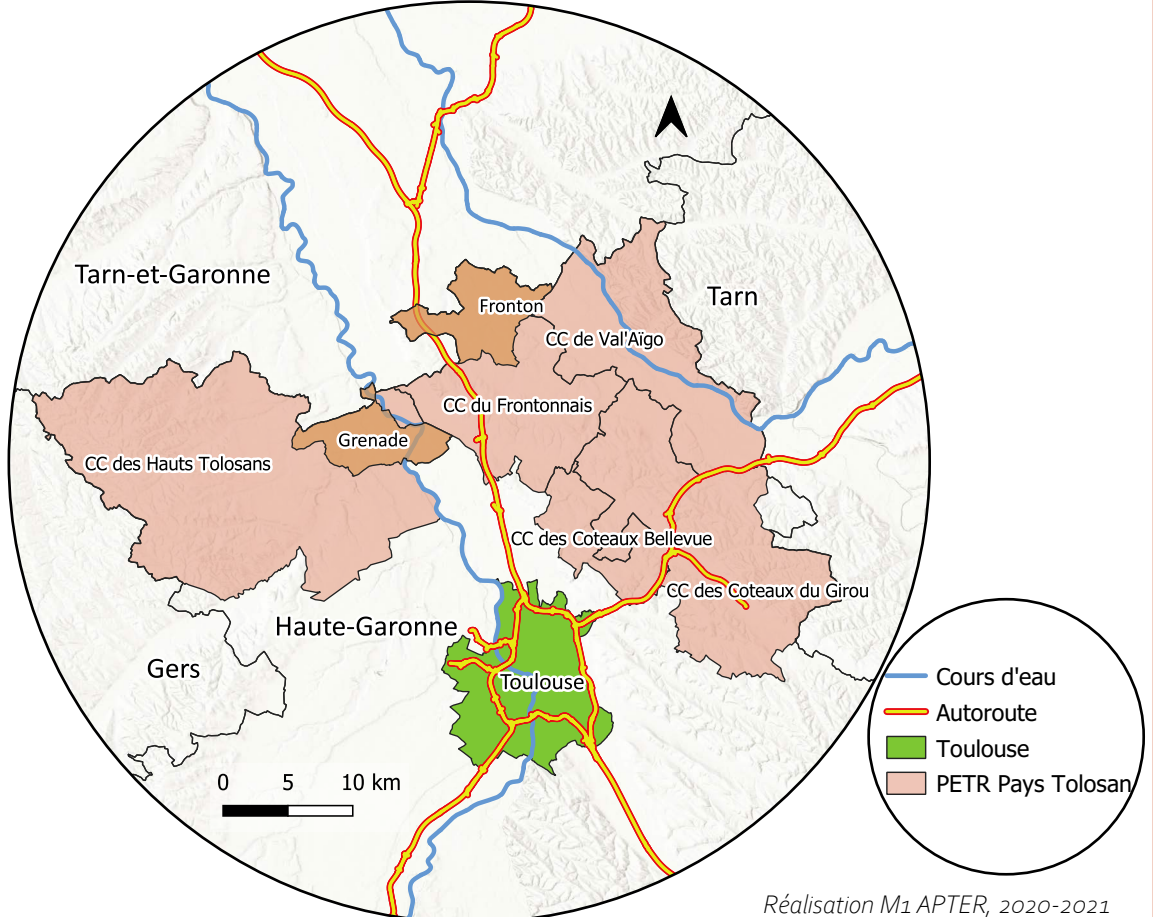 Tarn-et-Garonne
Tarn
Fronton
CC de Val'Aïgo
CC du Frontonnais
Grenade
CC des Hauts Tolosans
CC des Coteaux Bellevue
CC des Coteaux du Girou
Haute-Garonne
Gers
Toulouse
0 5 10 km
Cours d'eau
Autoroute
Toulouse
PETR Pays Tolosan
Réalisation M1 APTER, 2020-2021